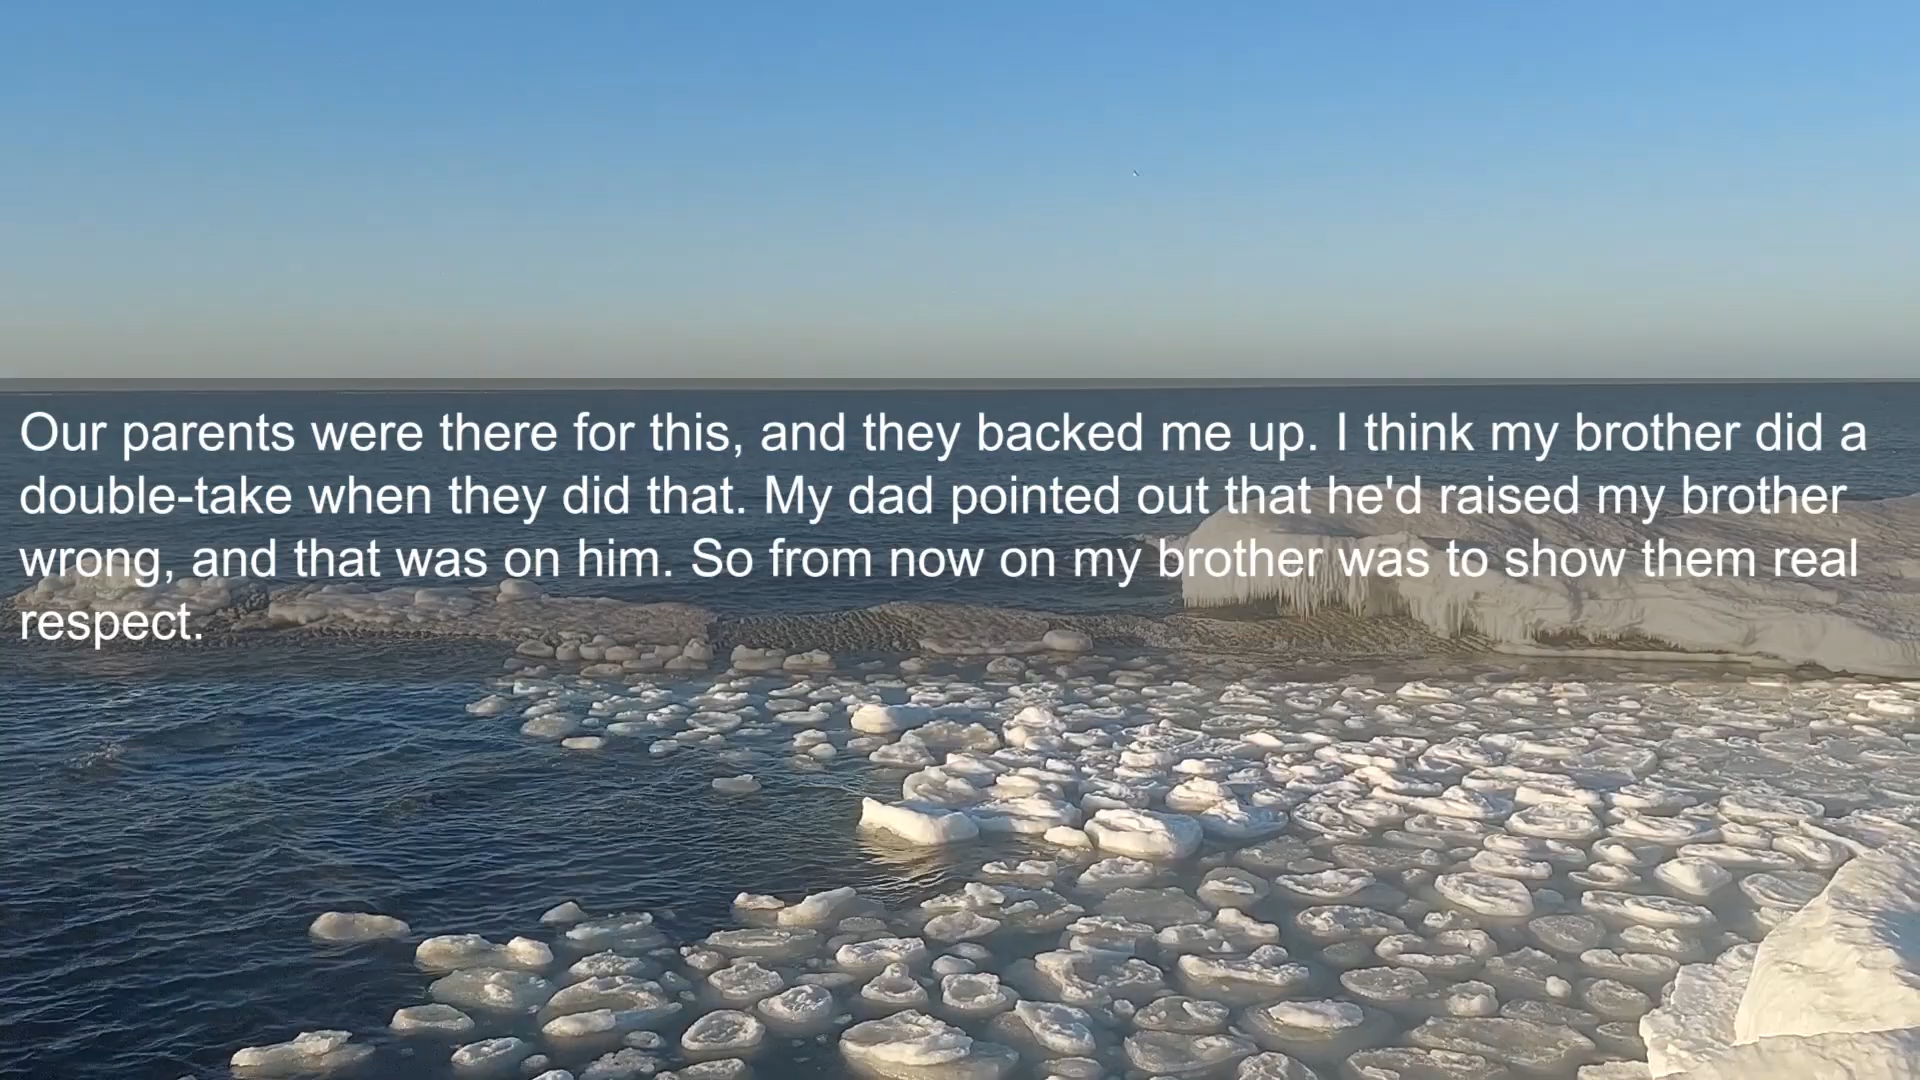 Our parents were there for this, and they backed me up. I think my brother did a
double-take when they did that. My dad pointed out that he'd raised my brother
wrong, and that was on him. So from now on my brother was to show them real
respect.